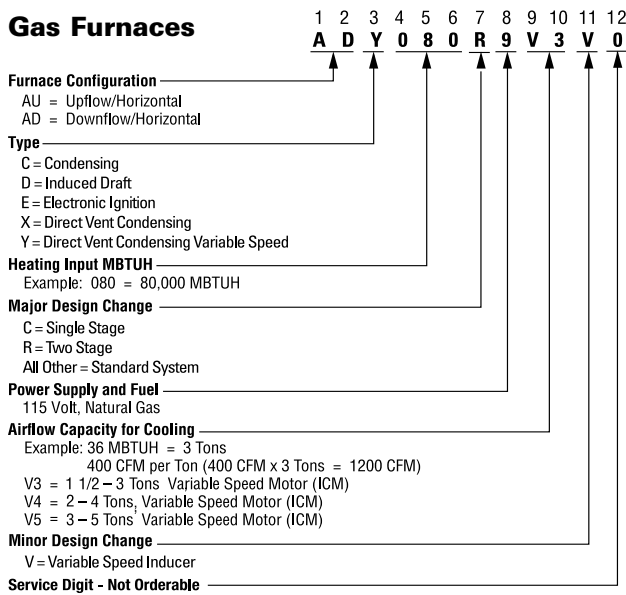 Gas Furnaces
1 2 3 4 5 6 7 8 9 10 11 12
A D Y 0 8 0 R 9 V 3 V 0
Furnace Configuration
AU = Upflow/Horizontal
AD = Downflow/Horizontal
Type
C = Condensing
D = Induced Draft
E = Electronic Ignition
X = Direct Vent Condensing
Y = Direct Vent Condensing Variable Speed
Heating Input MBTUH
Example: 080 = 80,000 MBTUH
Major Design Change
C = Single Stage
R = Two Stage
All Other = Standard System
Power Supply and Fuel
115 Volt, Natural Gas
Airflow Capacity for Cooling
Example: 36 MBTUH = 3 Tons
400 CFM per Ton (400 CFM x 3 Tons = 1200 CFM)
V3 = 1 1/2 – 3 Tons Variable Speed Motor (ICM)
V4 = 2 – 4 Tons, Variable Speed Motor (ICM)
V5 = 3 – 5 Tons, Variable Speed Motor (ICM)
Minor Design Change
V = Variable Speed Inducer
Service Digit - Not Orderable